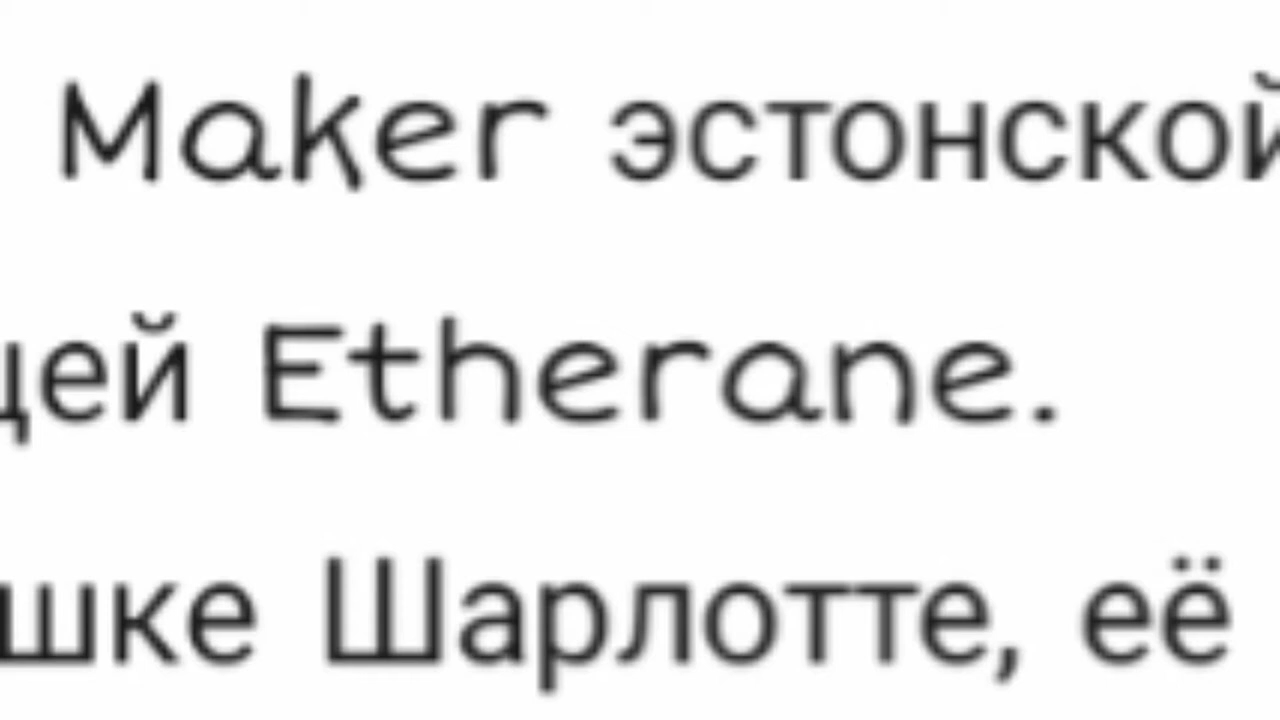 Maker эстонской
щей Etherane.
шке Шарлотте, её